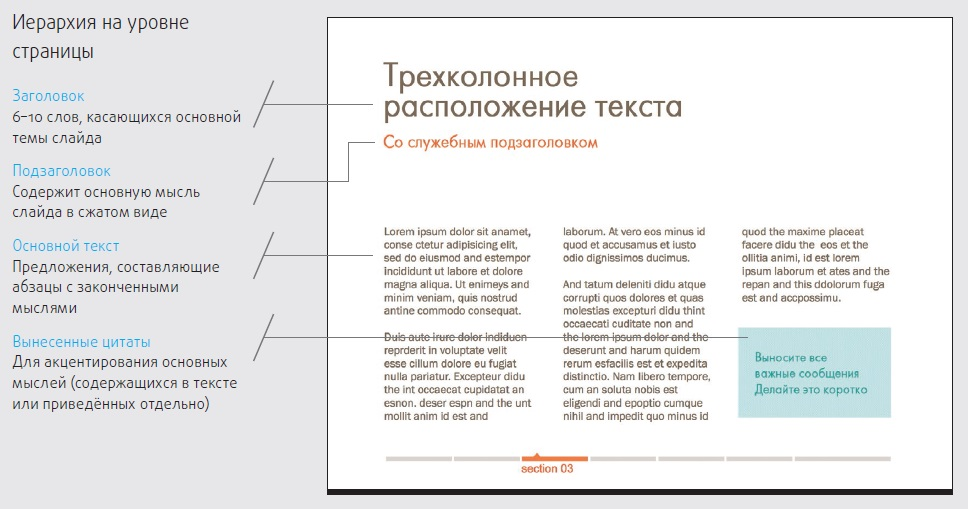 Иерархия на уровне
страницы
Заголовок
6–10 слов, касающихся основной
темы слайда
Подзаголовок
Содержит основную мысль
слайда в сжатом виде
Основной текст
Предложения, составляющие
абзацы с законченными
мыслями
Вынесенные цитаты
Для акцентирования основных
мыслей (содержащихся в тексте
или приведённых отдельно)
Трехколонное
расположение текста
Со служебным подзаголовком
Lorem ipsum dolor sit anamet,
conse ctetur adipisicing elit,
sed do eiusmod and estempor
incididunt ut labore et dolore
magna aliqua. Ut enimeys and
minim veniam, quis nostrud
antine commodo consequat.
Duis aute irure dolor indiduen
reprderit in voluptate velit
esse cillum dolore eu fugiat
nulla pariatur. Excepteur didu
the int occaecat cupidatat an
esnon. deser espn and the unt
mollit anim id est and
laborum. At vero eos minus id
quod et accusamus et iusto
odio dignissimos ducimus.
And tatum deleniti didu atque
corrupti quos dolores et quas
molestias excepturi didu thint
occaecati cuditate non and
the lorem ipsum dolor and the
deserunt and harum quidem
rerum esfacilis est et expedita
distinctio. Nam libero tempore,
cum an soluta nobis est
eligendi and epoptio cumque
nihil and impedit quo minus id
quod the maxime placeat
facere didu the eos et the
ollitia animi, id est lorem
ipsum laborum et ates and the
repan and this ddolorum fuga
est and accpossimu.
Выносите все
важные сообщения
Делайте это коротко
section 03